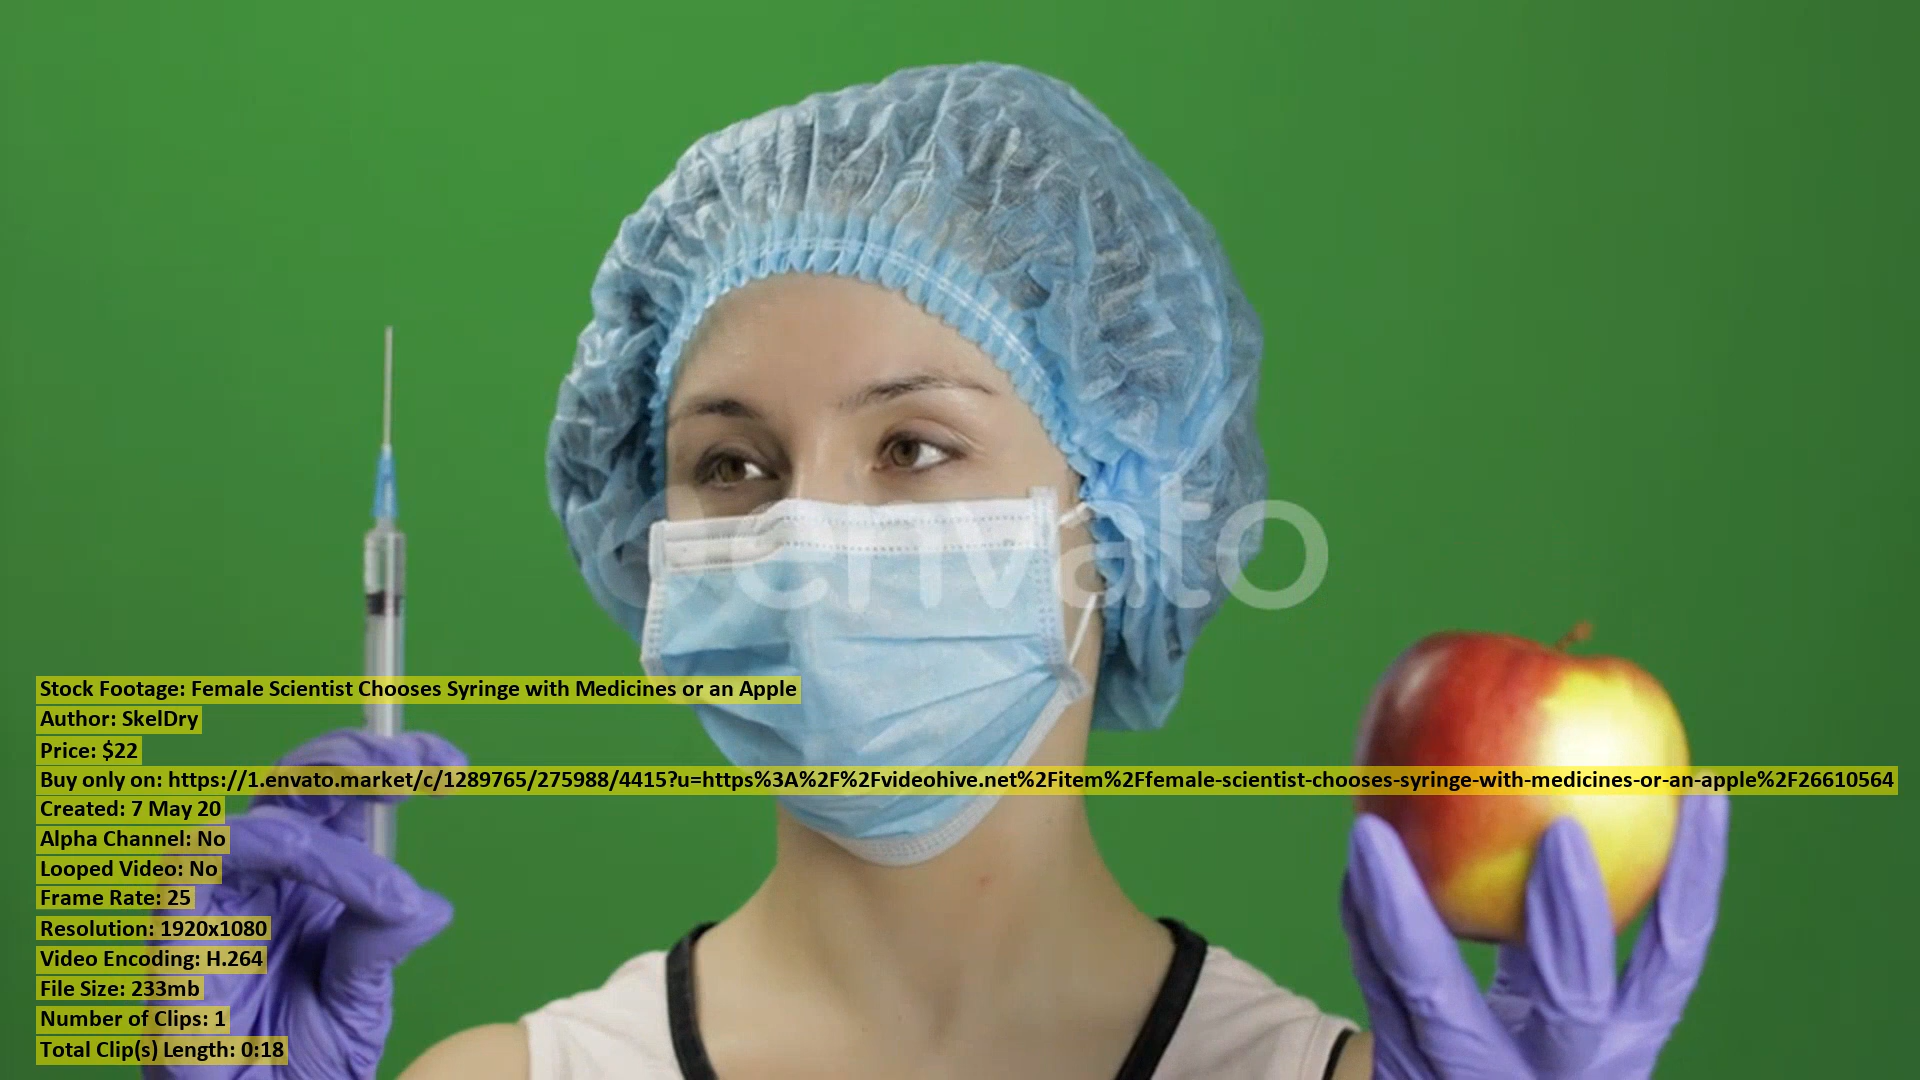 envato
Stock Footage: Female Scientist Chooses Syringe with Medicines or an Apple
Author: SkelDry
Price: $22
Buy only on: https://1.envato.market/c/1289765/275988/4415?u=https%3A%2F%2Fvideohive.net%2Fitem%2Ffemale-scientist-chooses-syringe-with-medicines-or-an-apple%2F26610564
Created: 7 May 20
Alpha Channel: No
Looped Video: No
Frame Rate: 25
Resolution: 1920x1080
Video Encoding: H.264
File Size: 233mb
Number of Clips: 1
Total Clip(s) Length: 0:18